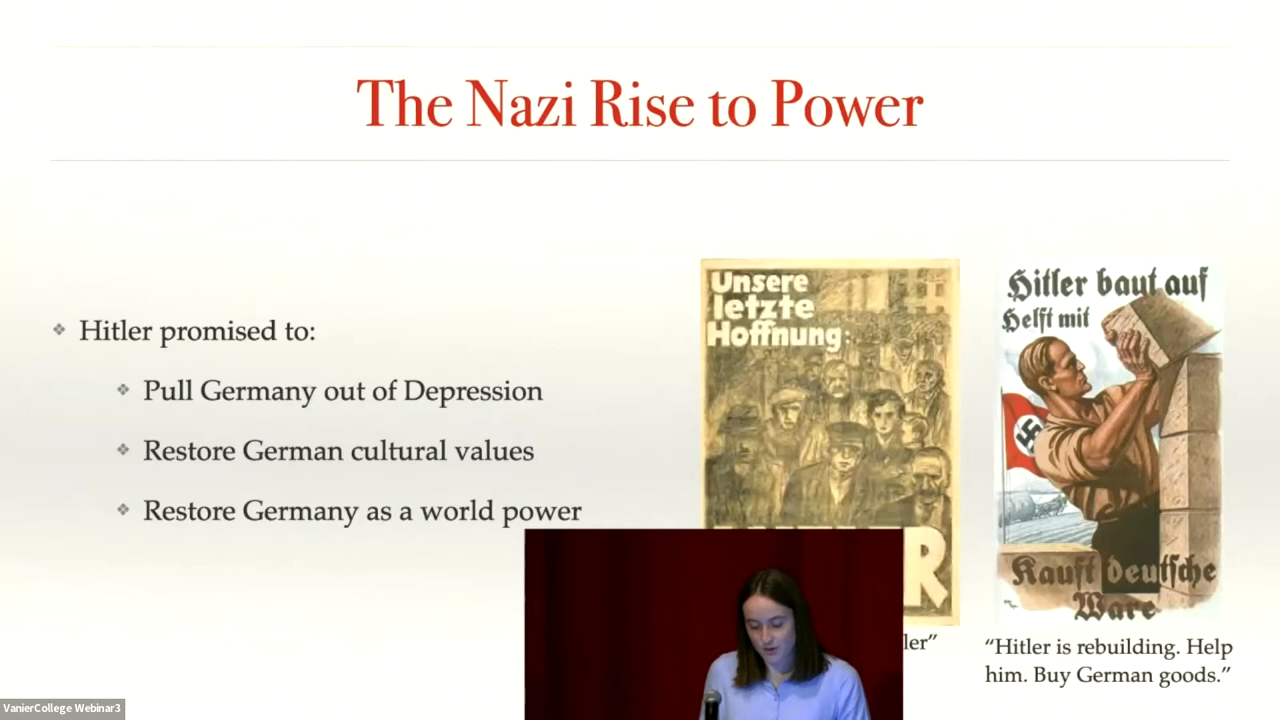 The Nazi Rise to Power
Hitler promised to:
Pull Germany out of Depression
Restore German cultural values
Restore Germany as a world power
Unsere
letzte
Hoffnung:
Hitler baut auf
Helft mit
Kauft deutsche
Ware
“Hitler is rebuilding. Help
him. Buy German goods.”
VanierCollege Webinar3